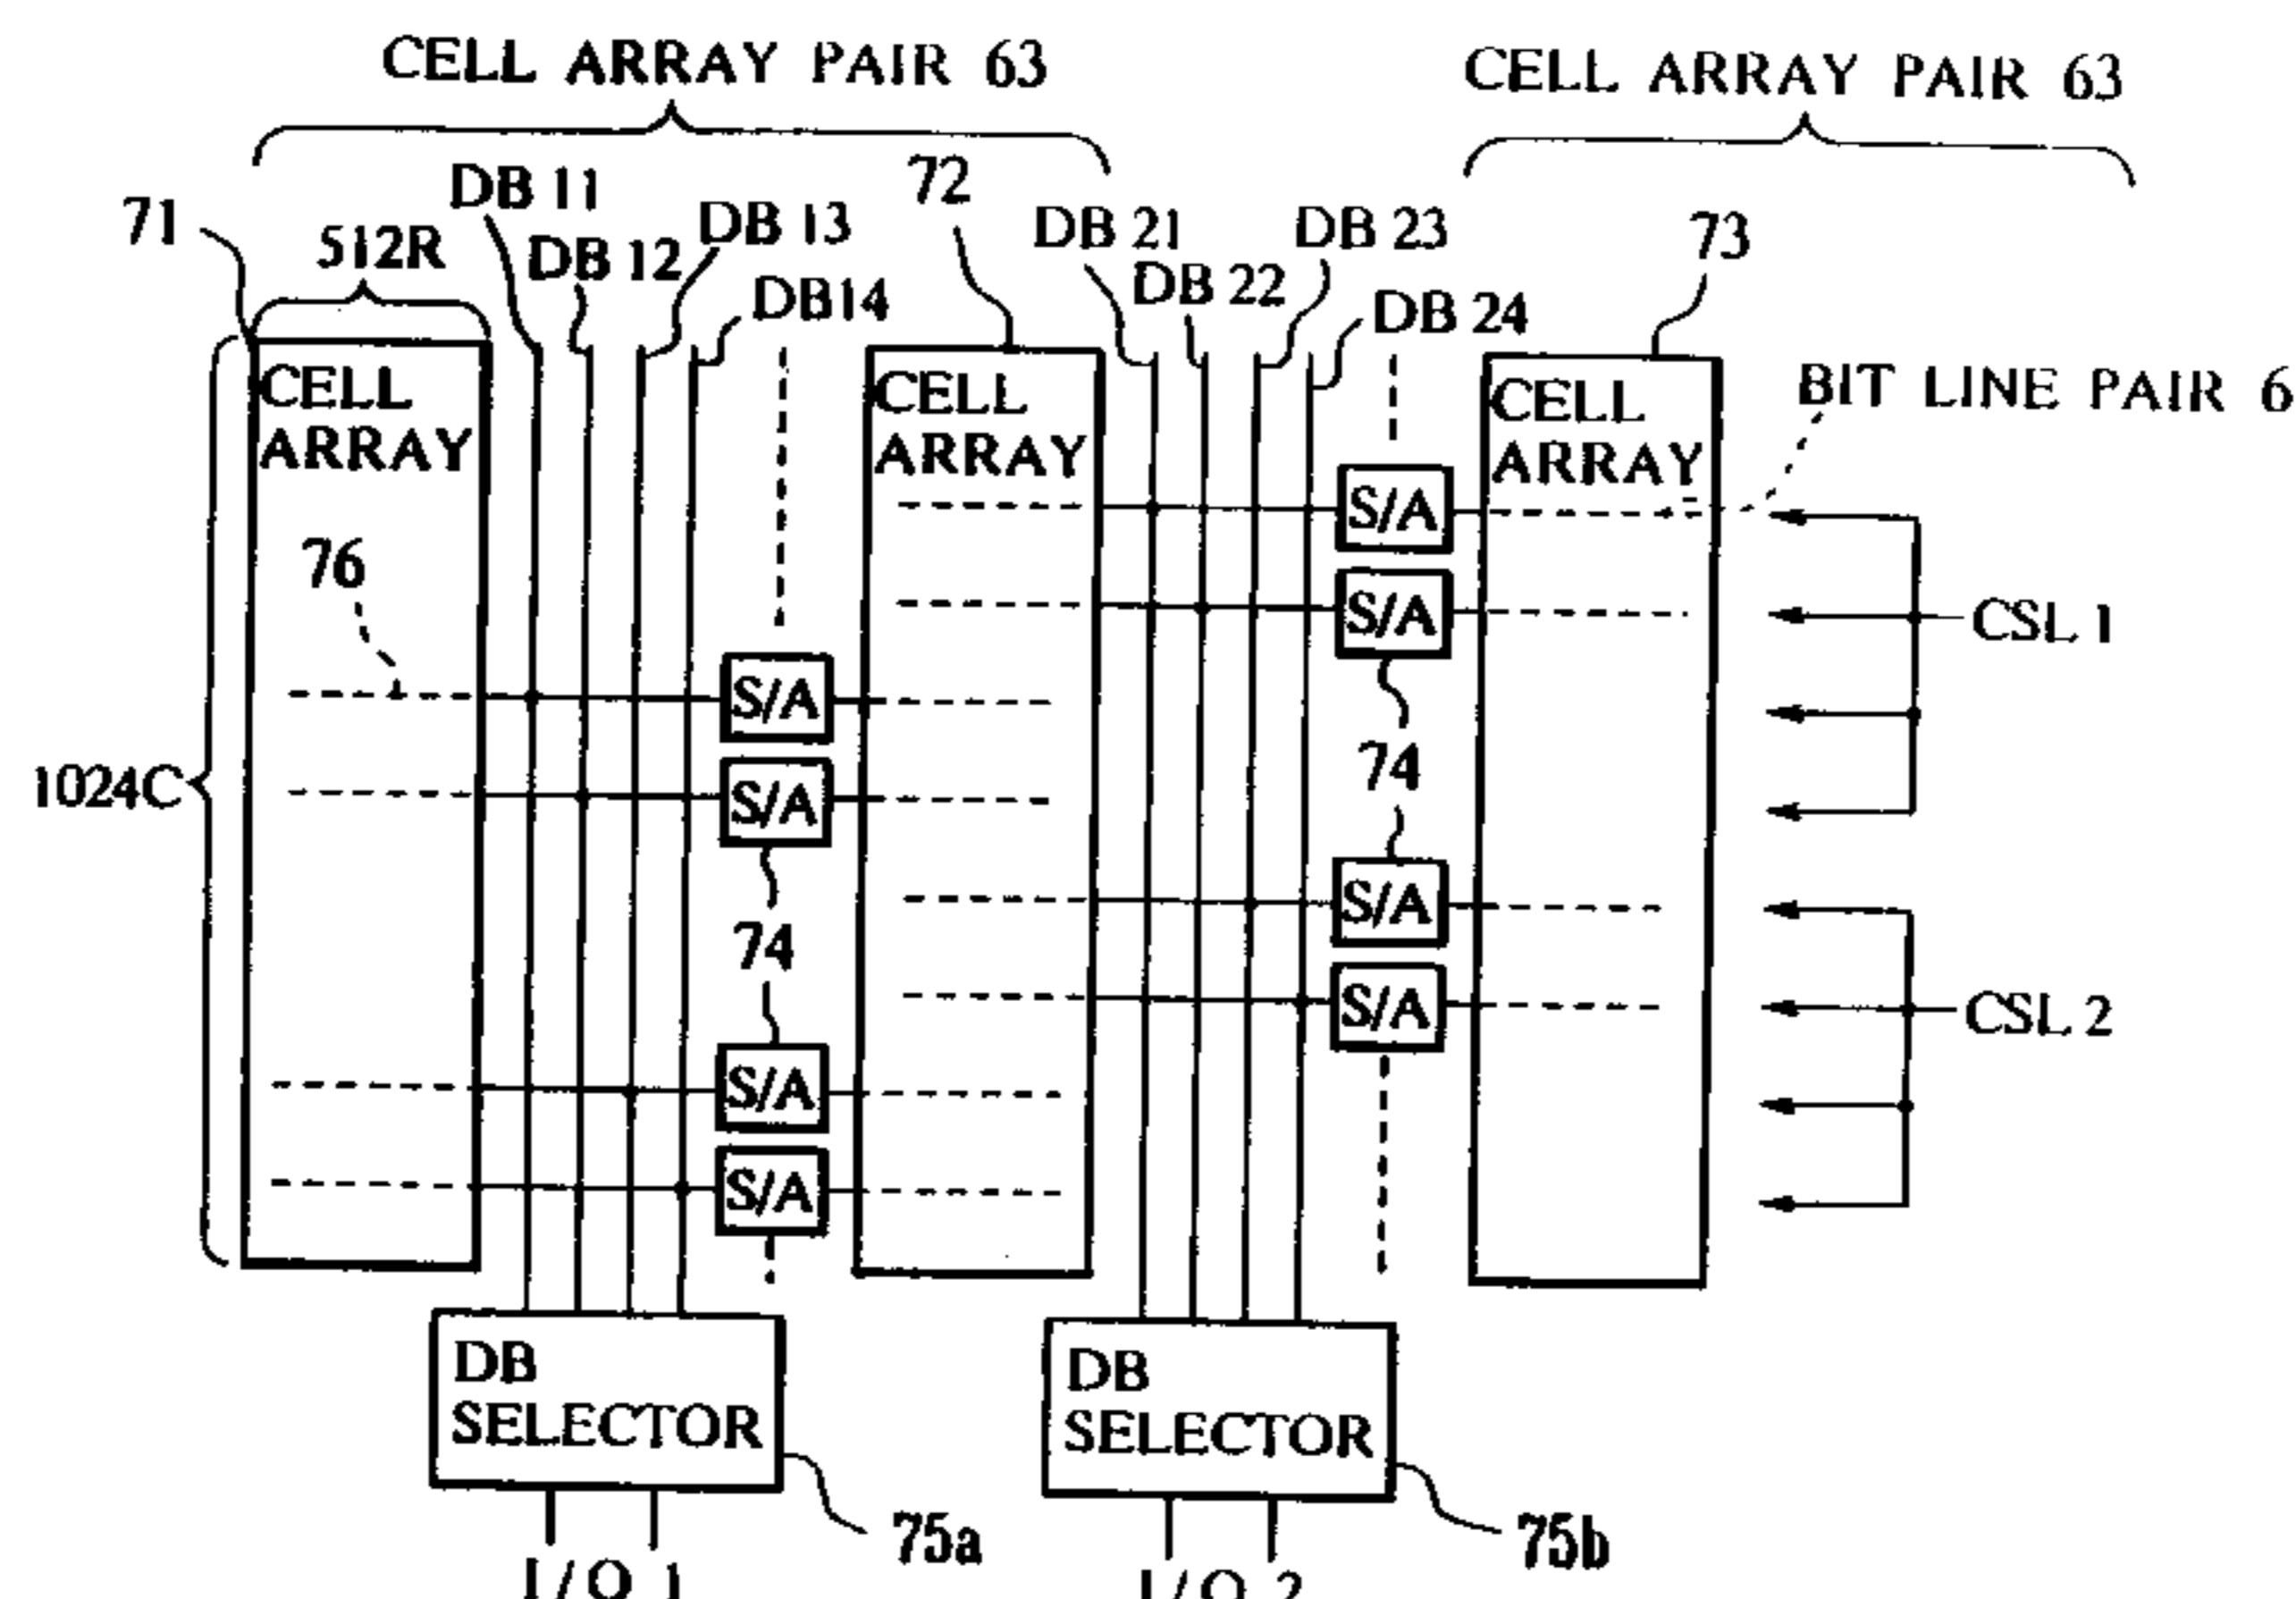 CELL ARRAY PAIR 63
CELL ARRAY PAIR 63
71
512R
DB 11
DB 12
DB 13
DB14
72
DB 21
DB 22
DB 23
DB 24
73
CELL
ARRAY
CELL
ARRAY
CELL
ARRAY
BIT LINE PAIR 6
S/A
S/A
76
CSL 1
S/A
S/A
74
1024C
74
S/A
S/A
CSL 2
S/A
S/A
DB
SELECTOR
DB
SELECTOR
75a
75b
I/O 1
I/O 2